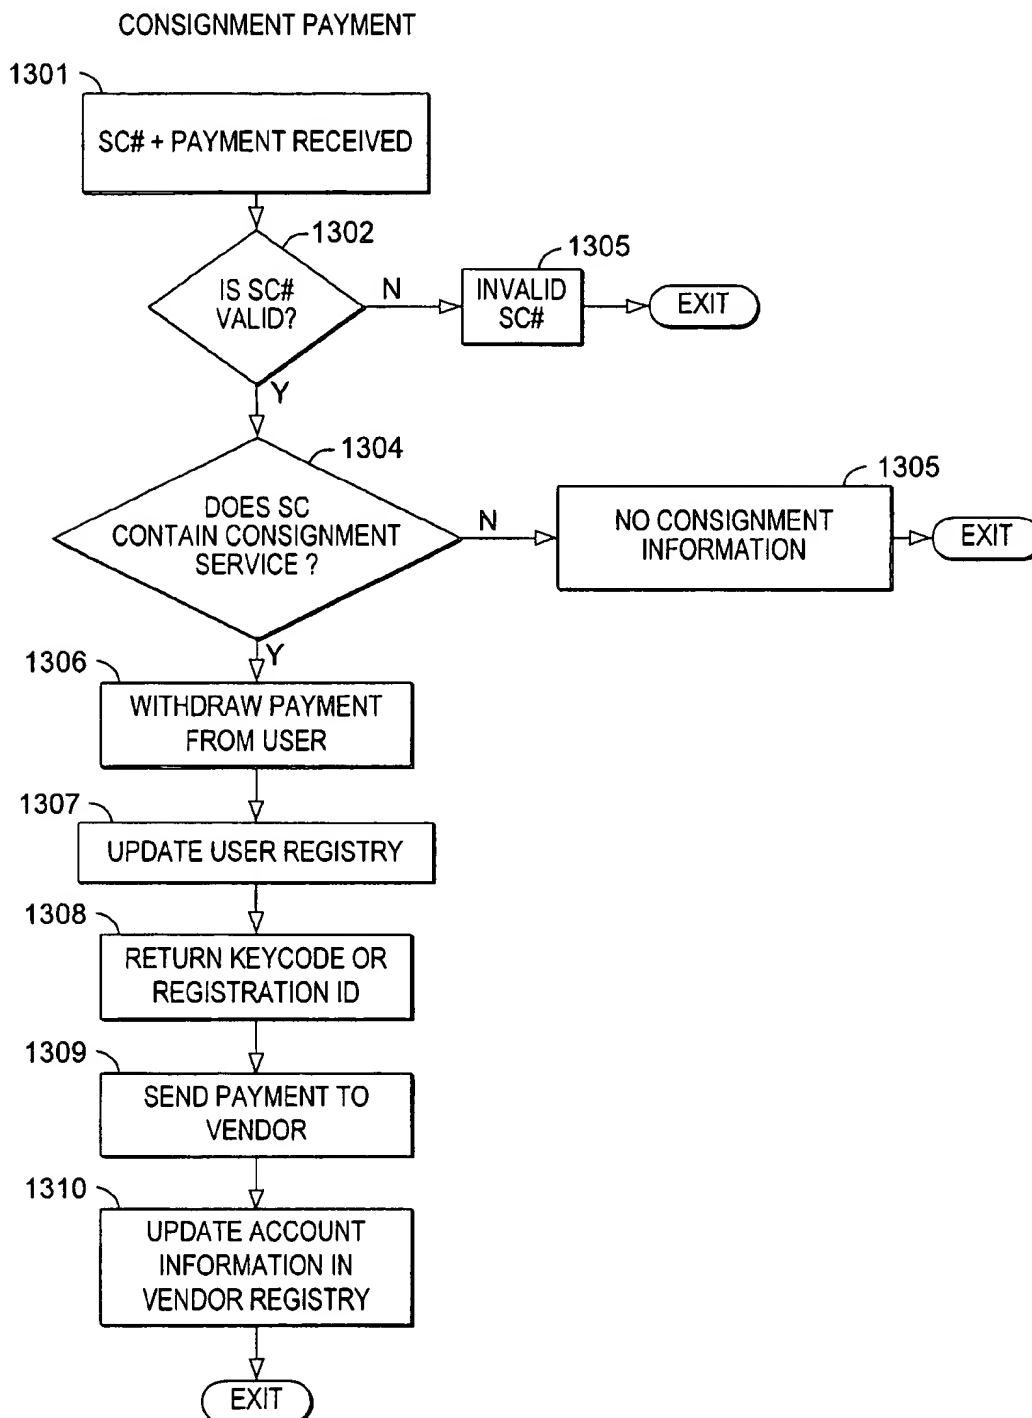 CONSIGNMENT PAYMENT
1301
SC# + PAYMENT RECEIVED
1302
IS SC#
VALID?
N
1305
INVALID
SC#
EXIT
Y
1304
DOES SC
CONTAIN CONSIGNMENT
SERVICE ?
N
1305
NO CONSIGNMENT
INFORMATION
EXIT
Y
1306
WITHDRAW PAYMENT
FROM USER
1307
UPDATE USER REGISTRY
1308
RETURN KEYCODE OR
REGISTRATION ID
1309
SEND PAYMENT TO
VENDOR
1310
UPDATE ACCOUNT
INFORMATION IN
VENDOR REGISTRY
EXIT